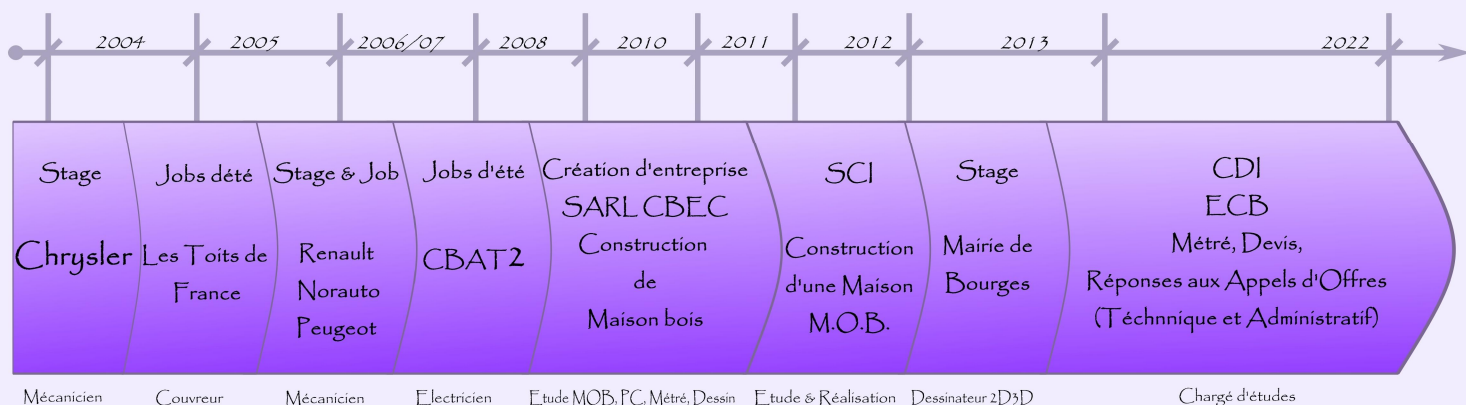 2004 2005 2006/07 2008 2010 2011 2012 2013 2022
Stage
Chrysler
Mécanicien
Jobs dété
Les Toits de
France
Couvreur
Stage & Job
Renault
Norauto
Peugeot
Mécanicien
Jobs d'été
CBAT2
Electricien
Création d'entreprise
SARL CBEC
Construction
de
Maison bois
Etude MOB, PC, Métré, Dessin
SCI
Construction
d'une Maison
M.O.B.
Etude & Réalisation
Stage
Mairie de
Bourges
Dessinateur 2D3D
CDI
ECB
Métré, Devis,
Réponses aux Appels d'Offres
(Téchnnique et Administratif)
Chargé d'études